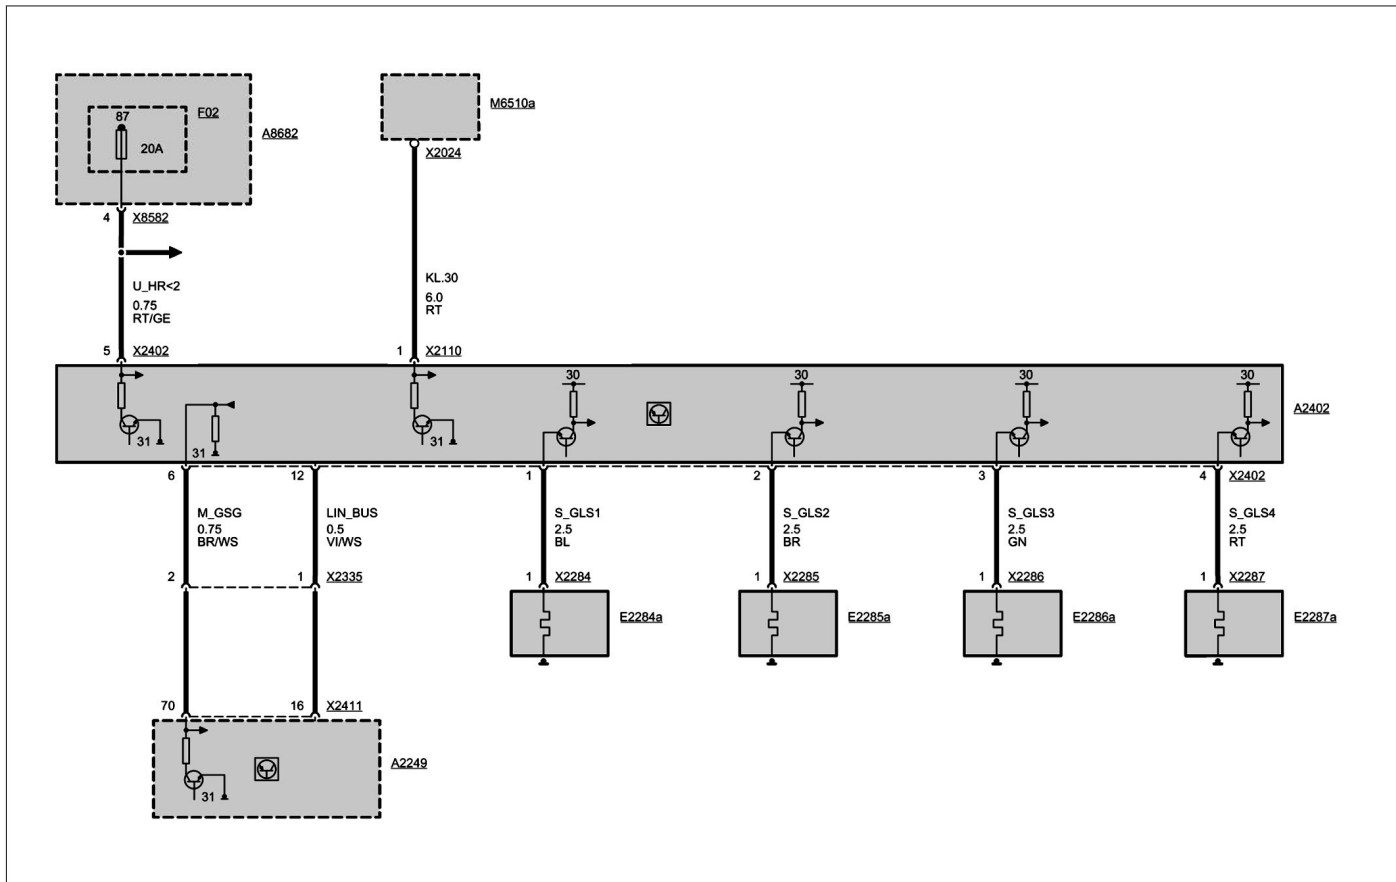 F02
87
20A
A8682
M6510a
X2024
4 X8582
U_HR<2
0.75
RT/GE
KL.30
6.0
RT
5 X2402
1 X2110
30
30
30
30
A2402
31
31
31
6
12
1
2
3
4 X2402
M_GSG
0.75
BR/WS
LIN_BUS
0.5
VI/WS
S_GLS1
2.5
BL
S_GLS2
2.5
BR
S_GLS3
2.5
GN
S_GLS4
2.5
RT
2
1 X2335
1 X2284
1 X2285
1 X2286
1 X2287
E2284a
E2285a
E2286a
E2287a
70
16 X2411
A2249
31